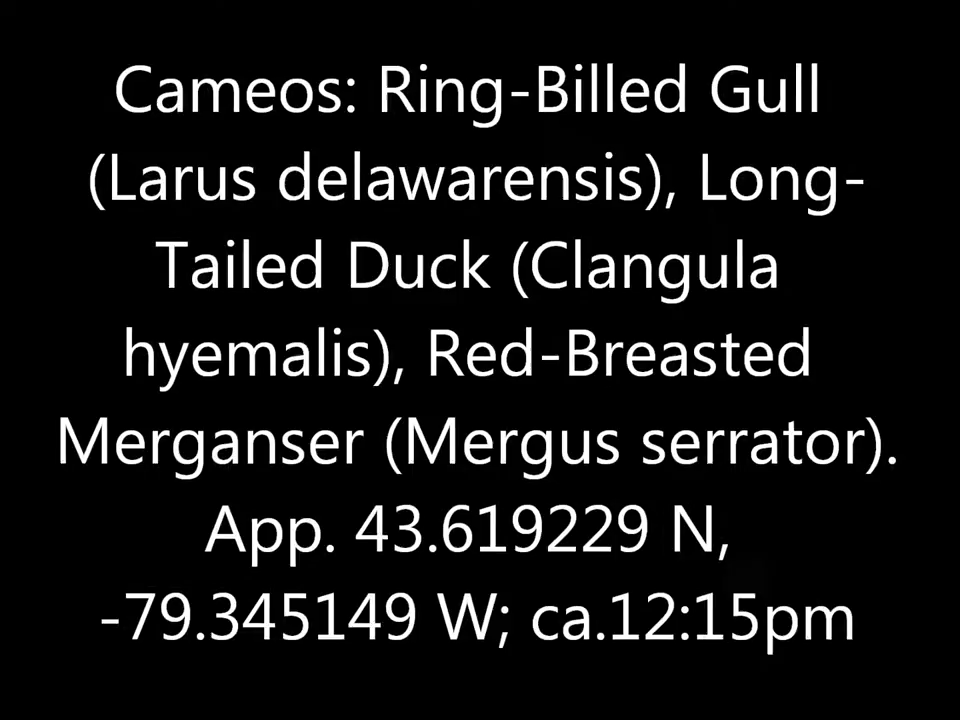 Cameos: Ring-Billed Gull
(Larus delawarensis), Long-
Tailed Duck (Clangula
hyemalis), Red-Breasted
Merganser (Mergus serrator).
App. 43.619229 N,
-79.345149 W; ca.12:15pm